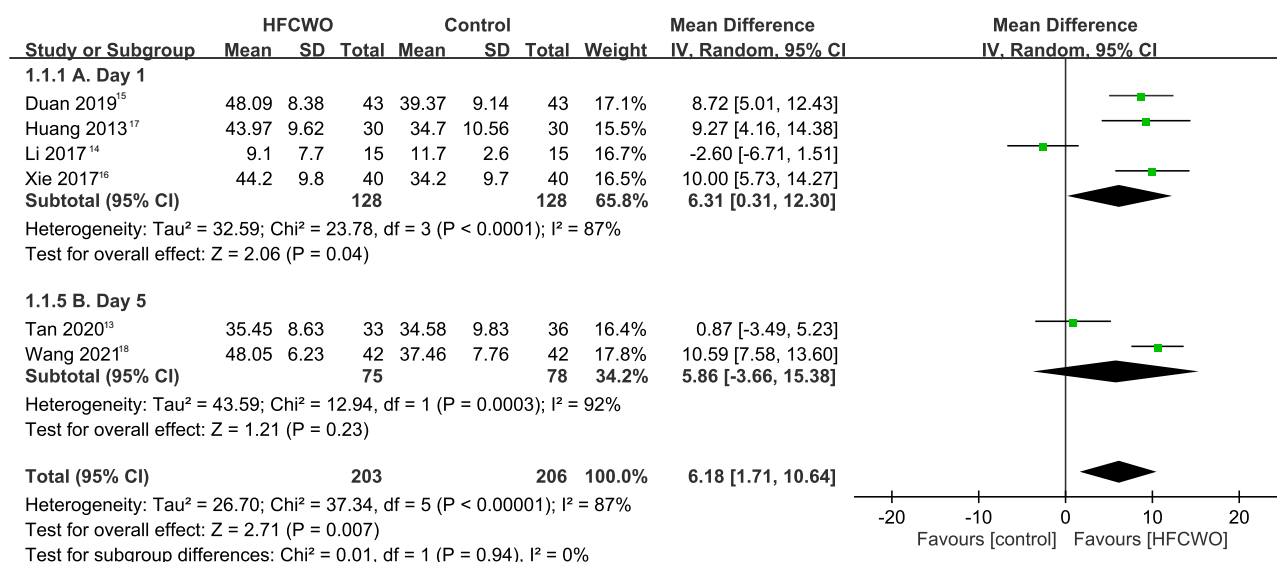 HFCWO Control Mean Difference Mean Difference
Study or Subgroup Mean SD Total Mean SD Total Weight IV, Random, 95% CI IV, Random, 95% CI
1.1.1 A. Day 1
Duan 2019¹⁵ 48.09 8.38 43 39.37 9.14 43 17.1% 8.72 [5.01, 12.43]
Huang 2013¹⁷ 43.97 9.62 30 34.7 10.56 30 15.5% 9.27 [4.16, 14.38]
Li 2017¹⁴ 9.1 7.7 15 11.7 2.6 15 16.7% -2.60 [-6.71, 1.51]
Xie 2017¹⁶ 44.2 9.8 40 34.2 9.7 40 16.5% 10.00 [5.73, 14.27]
Subtotal (95% CI) 128 128 65.8% 6.31 [0.31, 12.30]
Heterogeneity: Tau² = 32.59; Chi² = 23.78, df = 3 (P < 0.0001); I² = 87%
Test for overall effect: Z = 2.06 (P = 0.04)
1.1.5 B. Day 5
Tan 2020¹³ 35.45 8.63 33 34.58 9.83 36 16.4% 0.87 [-3.49, 5.23]
Wang 2021¹⁸ 48.05 6.23 42 37.46 7.76 42 17.8% 10.59 [7.58, 13.60]
Subtotal (95% CI) 75 78 34.2% 5.86 [-3.66, 15.38]
Heterogeneity: Tau² = 43.59; Chi² = 12.94, df = 1 (P = 0.0003); I² = 92%
Test for overall effect: Z = 1.21 (P = 0.23)
Total (95% CI) 203 206 100.0% 6.18 [1.71, 10.64]
Heterogeneity: Tau² = 26.70; Chi² = 37.34, df = 5 (P < 0.00001); I² = 87%
Test for overall effect: Z = 2.71 (P = 0.007)
Test for subgroup differences: Chi² = 0.01, df = 1 (P = 0.94), I² = 0%
-20 -10 0 10 20
Favours [control] Favours [HFCWO]